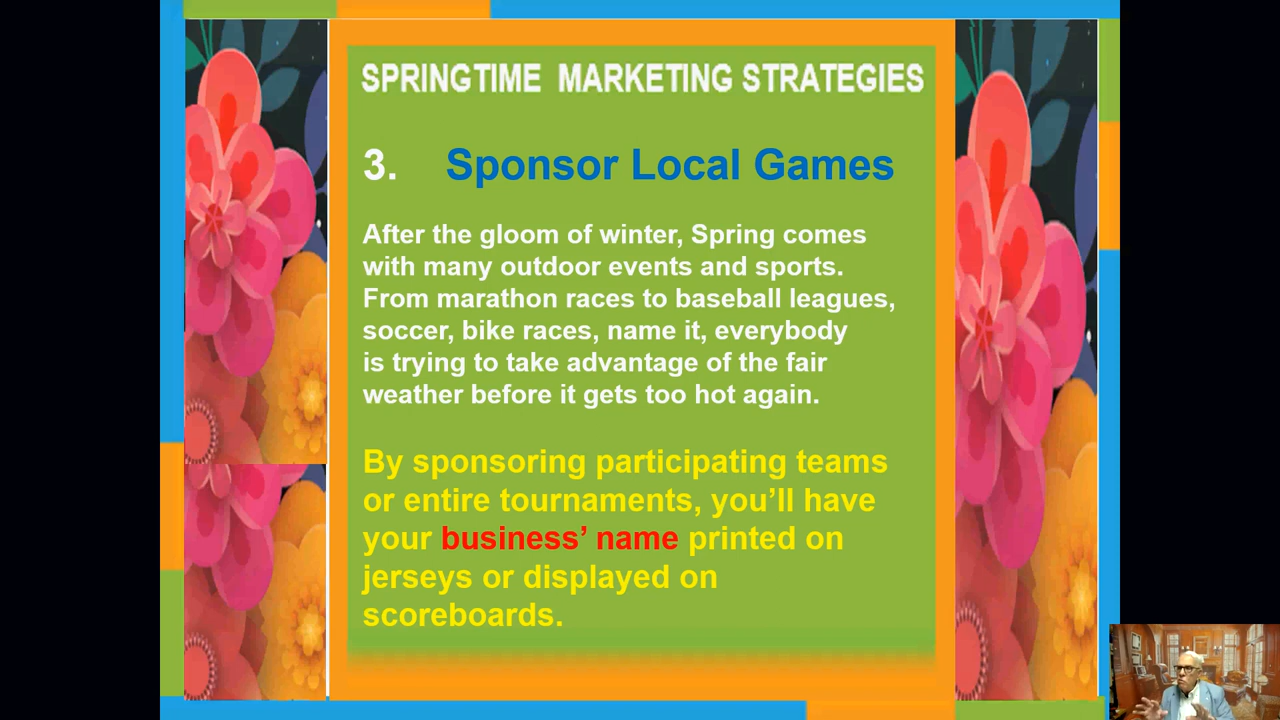 SPRINGTIME MARKETING STRATEGIES
3. Sponsor Local Games
After the gloom of winter, Spring comes
with many outdoor events and sports.
From marathon races to baseball leagues,
soccer, bike races, name it, everybody
is trying to take advantage of the fair
weather before it gets too hot again.
By sponsoring participating teams
or entire tournaments, you’ll have
your business’ name printed on
jerseys or displayed on
scoreboards.